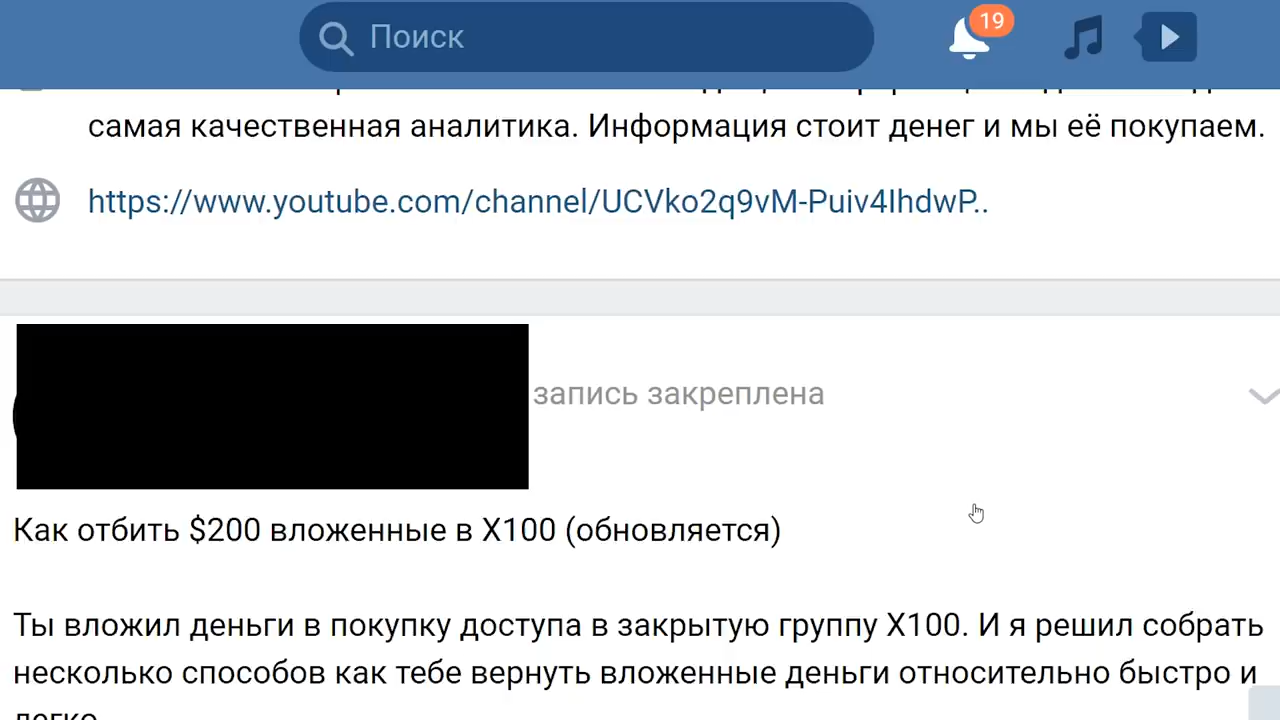 Поиск
19
самая качественная аналитика. Информация стоит денег и мы её покупаем.
https://www.youtube.com/channel/UCVko2q9vM-Puiv4IhdwP..
запись закреплена
Как отбить $200 вложенные в X100 (обновляется)
Ты вложил деньги в покупку доступа в закрытую группу X100. И я решил собрать
несколько способов как тебе вернуть вложенные деньги относительно быстро и
легко